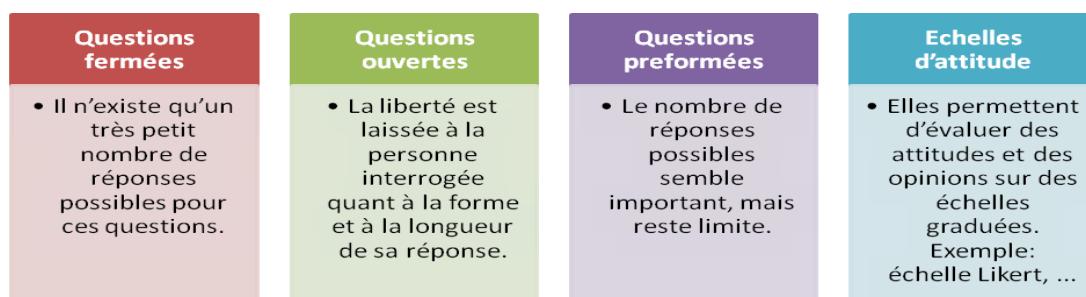 Questions
fermées
• Il n’existe qu’un
très petit
nombre de
réponses
possibles pour
ces questions.
Questions
ouvertes
• La liberté est
laissée à la
personne
interrogée
quant à la forme
et à la longueur
de sa réponse.
Questions
preformées
• Le nombre de
réponses
possibles
semble
important, mais
reste limite.
Echelles
d’attitude
• Elles permettent
d’évaluer des
attitudes et des
opinions sur des
échelles
graduées.
Exemple:
échelle Likert, ...